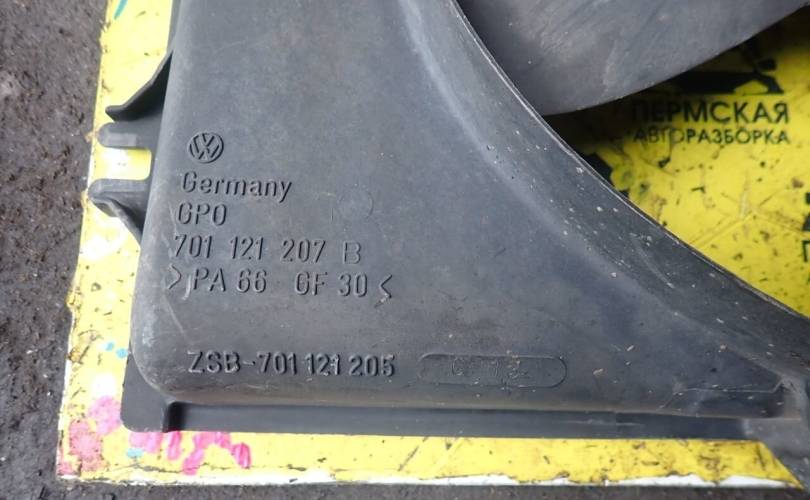 ПЕРМСКАЯ
АВТОРАЗБОРКА
Germany
GPO
701 121 207 B
>PA 66 GF 30<
ZSB-701 121 205